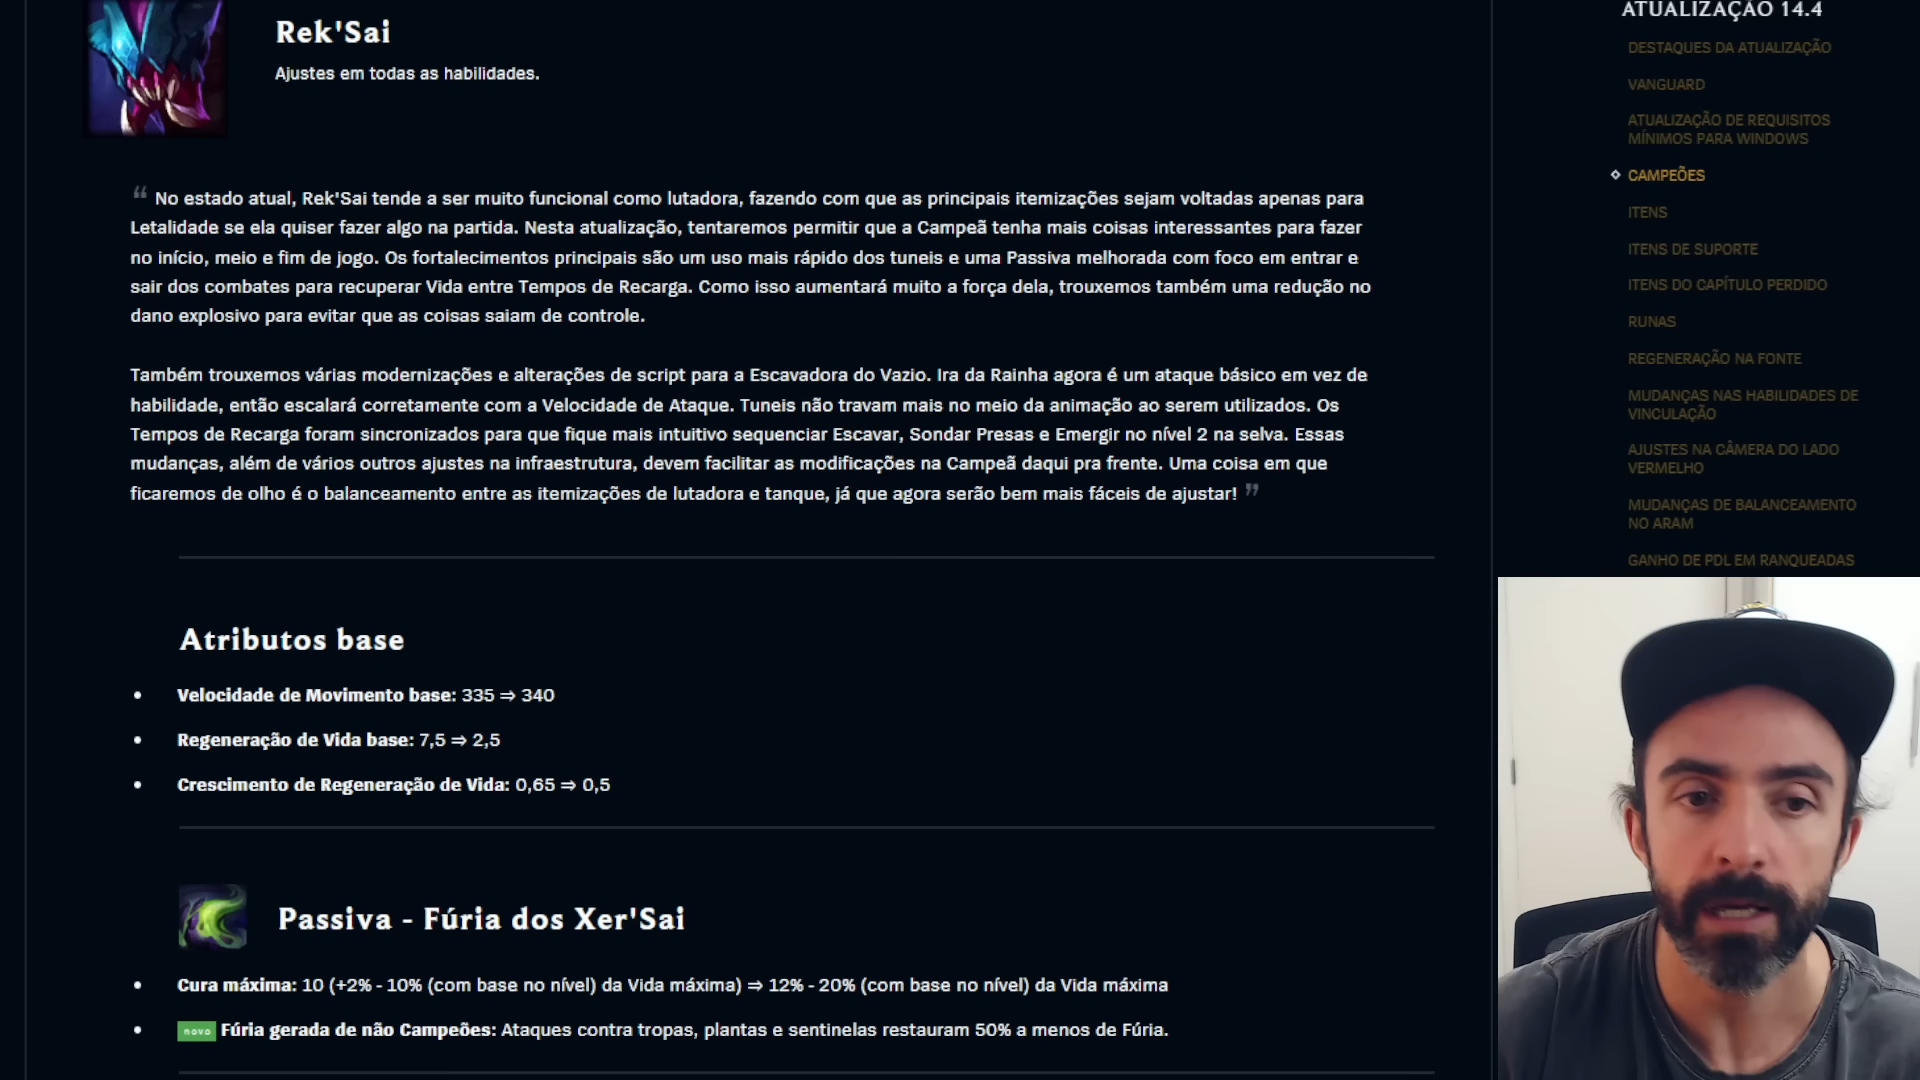 Rek'Sai
Ajustes em todas as habilidades.
“ No estado atual, Rek'Sai tende a ser muito funcional como lutadora, fazendo com que as principais itemizações sejam voltadas apenas para
Letalidade se ela quiser fazer algo na partida. Nesta atualização, tentaremos permitir que a Campeã tenha mais coisas interessantes para fazer
no início, meio e fim de jogo. Os fortalecimentos principais são um uso mais rápido dos tuneis e uma Passiva melhorada com foco em entrar e
sair dos combates para recuperar Vida entre Tempos de Recarga. Como isso aumentará muito a força dela, trouxemos também uma redução no
dano explosivo para evitar que as coisas saiam de controle.
Também trouxemos várias modernizações e alterações de script para a Escavadora do Vazio. Ira da Rainha agora é um ataque básico em vez de
habilidade, então escalará corretamente com a Velocidade de Ataque. Tuneis não travam mais no meio da animação ao serem utilizados. Os
Tempos de Recarga foram sincronizados para que fique mais intuitivo sequenciar Escavar, Sondar Presas e Emergir no nível 2 na selva. Essas
mudanças, além de vários outros ajustes na infraestrutura, devem facilitar as modificações na Campeã daqui pra frente. Uma coisa em que
ficaremos de olho é o balanceamento entre as itemizações de lutadora e tanque, já que agora serão bem mais fáceis de ajustar! ”
Atributos base
• Velocidade de Movimento base: 335 ⇒ 340
• Regeneração de Vida base: 7,5 ⇒ 2,5
• Crescimento de Regeneração de Vida: 0,65 ⇒ 0,5
Passiva - Fúria dos Xer'Sai
• Cura máxima: 10 (+2% - 10% (com base no nível) da Vida máxima) ⇒ 12% - 20% (com base no nível) da Vida máxima
• novo Fúria gerada de não Campeões: Ataques contra tropas, plantas e sentinelas restauram 50% a menos de Fúria.
ATUALIZAÇÃO 14.4
DESTAQUES DA ATUALIZAÇÃO
VANGUARD
ATUALIZAÇÃO DE REQUISITOS
MÍNIMOS PARA WINDOWS
CAMPEÕES
ITENS
ITENS DE SUPORTE
ITENS DO CAPÍTULO PERDIDO
RUNAS
REGENERAÇÃO NA FONTE
MUDANÇAS NAS HABILIDADES DE
VINCULAÇÃO
AJUSTES NA CÂMERA DO LADO
VERMELHO
MUDANÇAS DE BALANCEAMENTO
NO ARAM
GANHO DE PDL EM RANQUEADAS